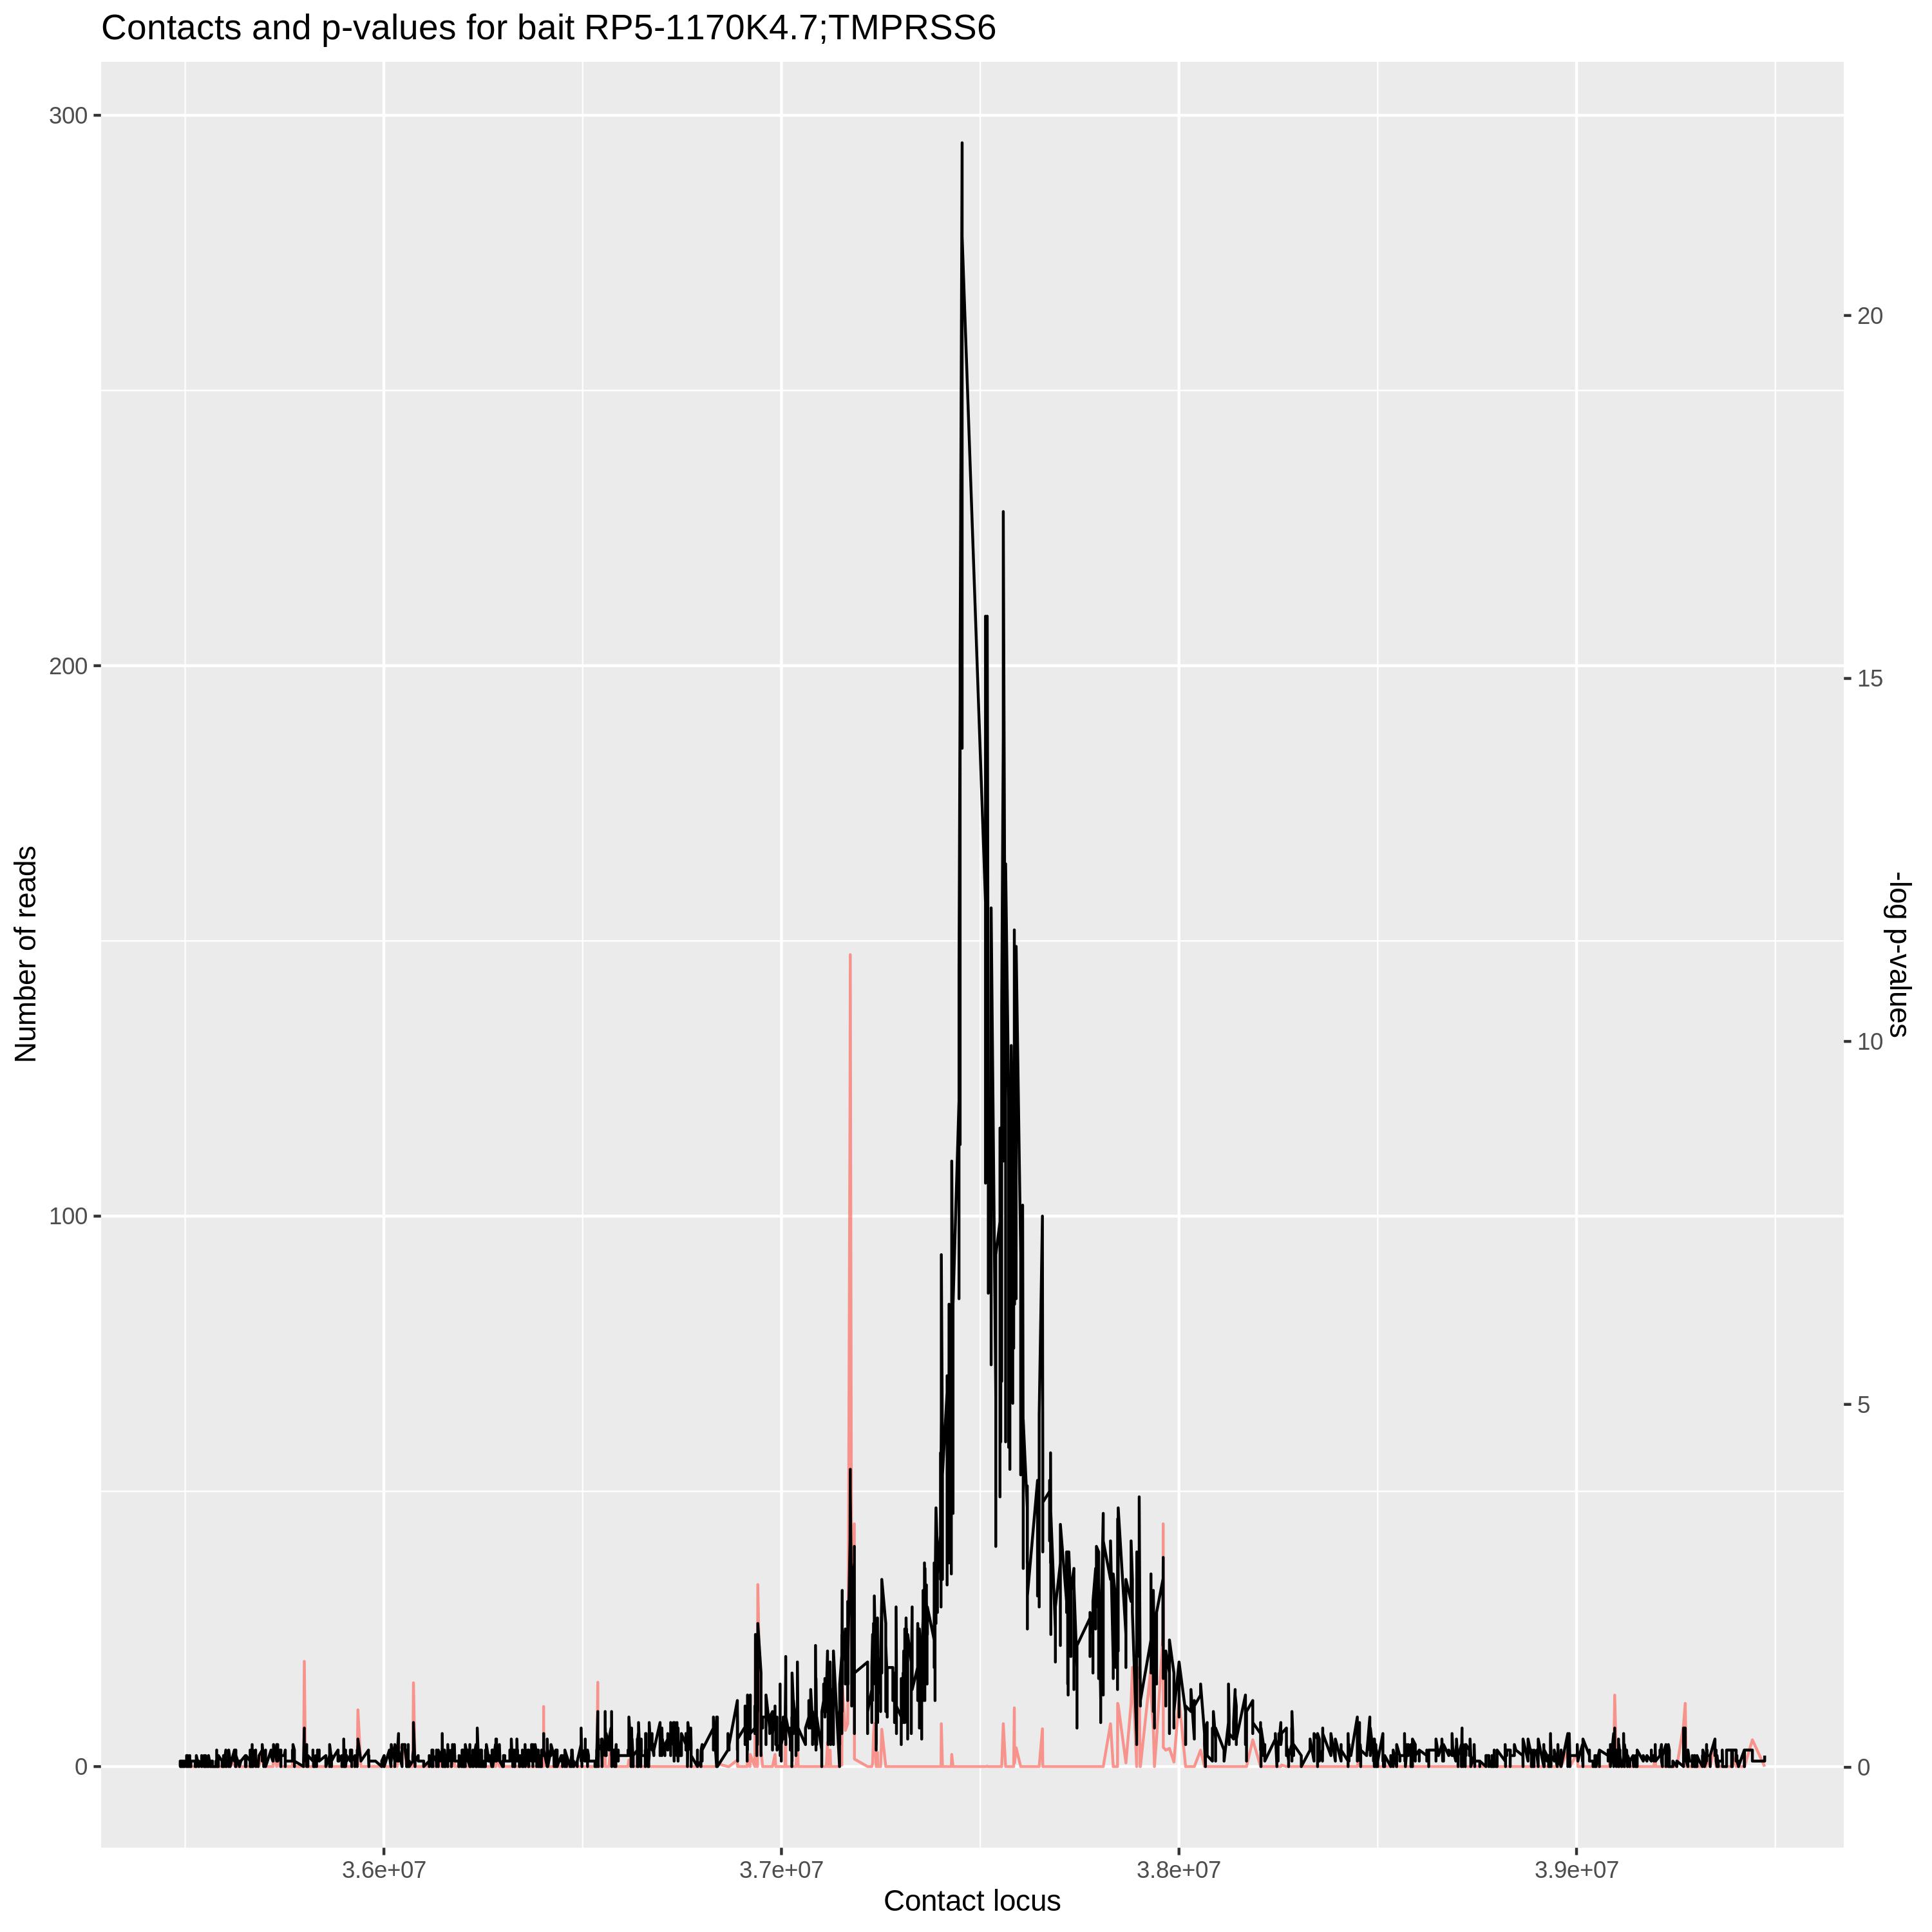 Contacts and p-values for bait RP5-1170K4.7;TMPRSS6
300
200
100
0
Number of reads
20
15
10
5
0
-log p-values
3.6e+07 3.7e+07 3.8e+07 3.9e+07
Contact locus